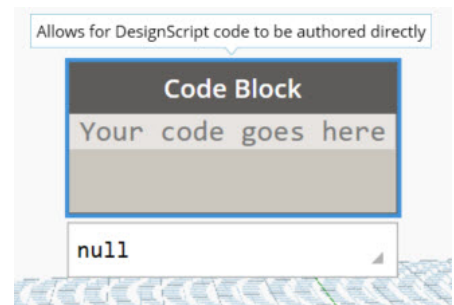 Allows for DesignScript code to be authored directly
Code Block
Your code goes here
null